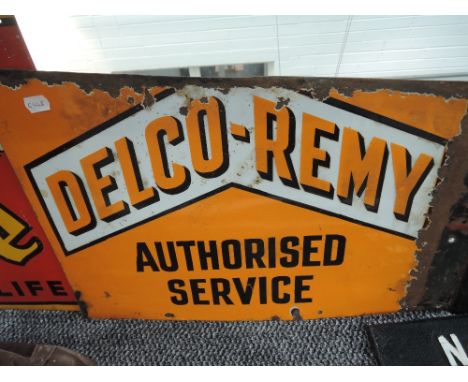 DELCO-REMY
AUTHORISED
SERVICE
LIFE
N